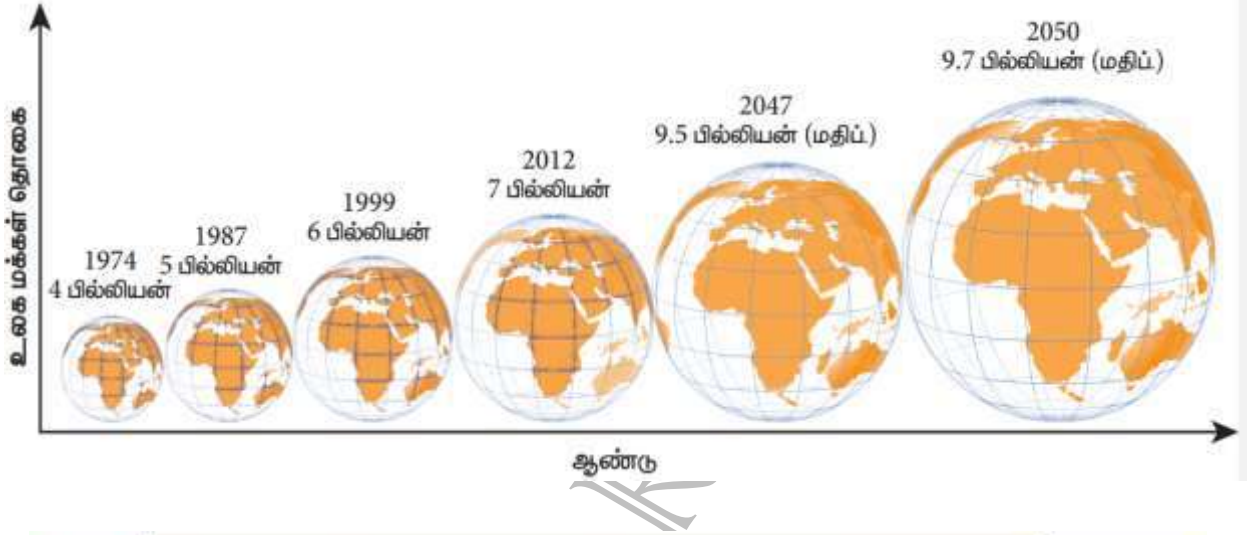 உலக மக்கள் தொகை
1974
4 பில்லியன்
1987
5 பில்லியன்
1999
6 பில்லியன்
2012
7 பில்லியன்
2047
9.5 பில்லியன் (மதிப்.)
2050
9.7 பில்லியன் (மதிப்.)
ஆண்டு